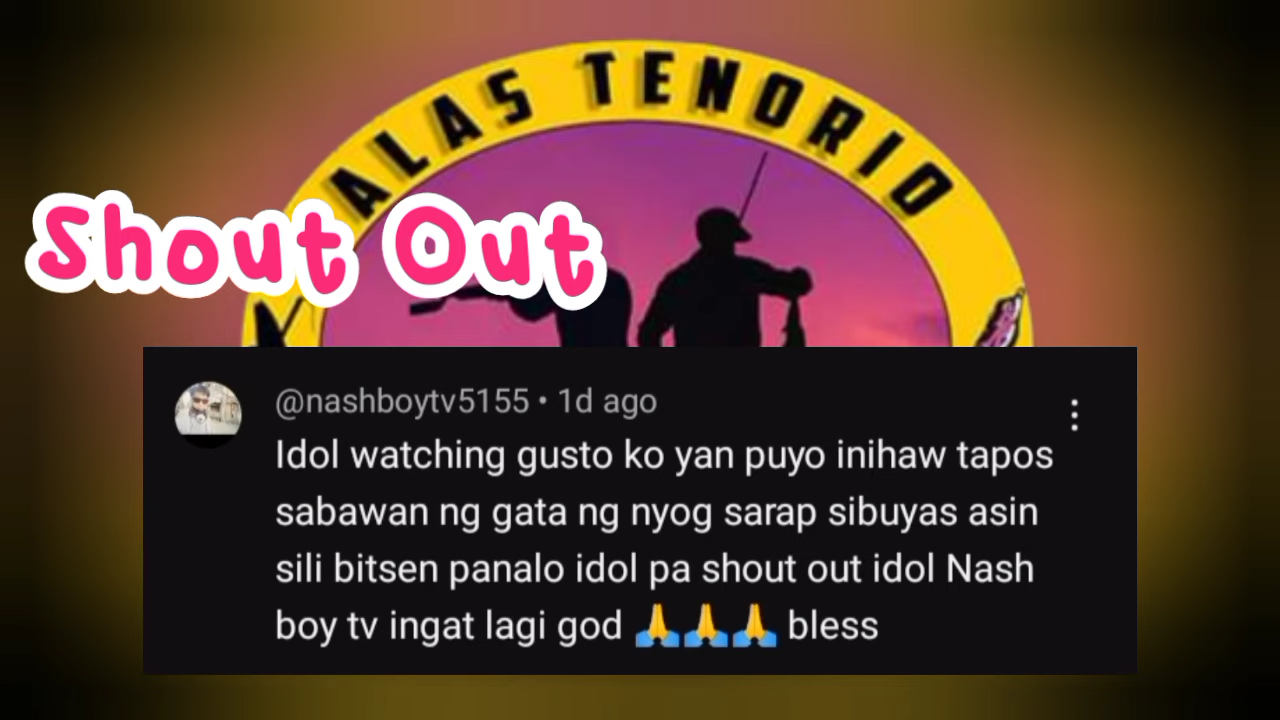 ALAS TENORIO
Shout Out
@nashboytv5155 • 1d ago
Idol watching gusto ko yan puyo inihaw tapos
sabawan ng gata ng nyog sarap sibuyas asin
sili bitsen panalo idol pa shout out idol Nash
boy tv ingat lagi god 🙏🙏🙏 bless